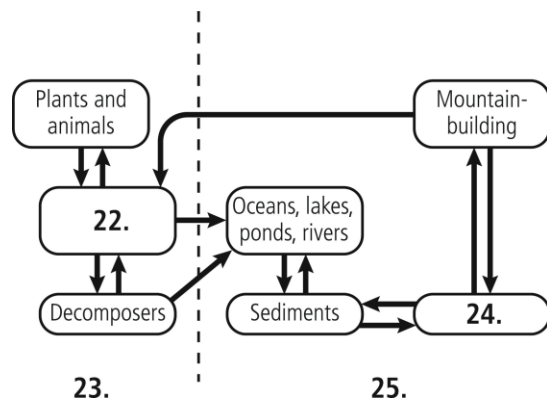 Plants and
animals
Mountain-
building
22.
Oceans, lakes,
ponds, rivers
Decomposers
Sediments
24.
23.
25.